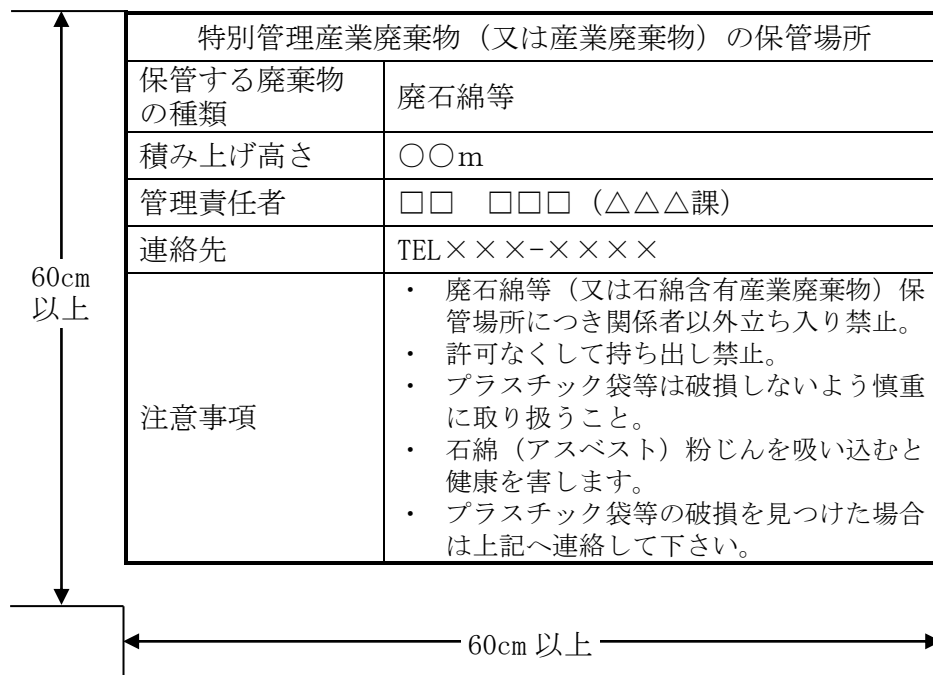 特別管理産業廃棄物（又は産業廃棄物）の保管場所
保管する廃棄物
の種類
廃石綿等
積み上げ高さ
○○ｍ
管理責任者
□□　□□□（△△△課）
連絡先
TEL×××-××××
60cm
以上
注意事項
・　廃石綿等（又は石綿含有産業廃棄物）保
管場所につき関係者以外立ち入り禁止。
・　許可なくして持ち出し禁止。
・　プラスチック袋等は破損しないよう慎重
に取り扱うこと。
・　石綿（アスベスト）粉じんを吸い込むと
健康を害します。
・　プラスチック袋等の破損を見つけた場合
は上記へ連絡して下さい。
60cm 以上